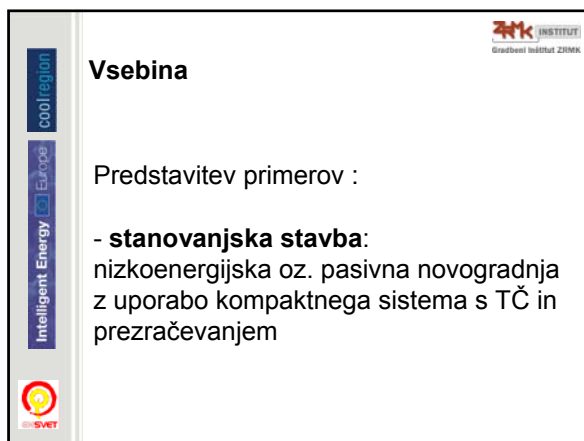 ZRMK INSTITUT
Gradbeni Inštitut ZRMK
Vsebina
Predstavitev primerov :
- stanovanjska stavba:
nizkoenergijska oz. pasivna novogradnja
z uporabo kompaktnega sistema s TČ in
prezračevanjem
coolregion
Intelligent Energy Europe
enSVET